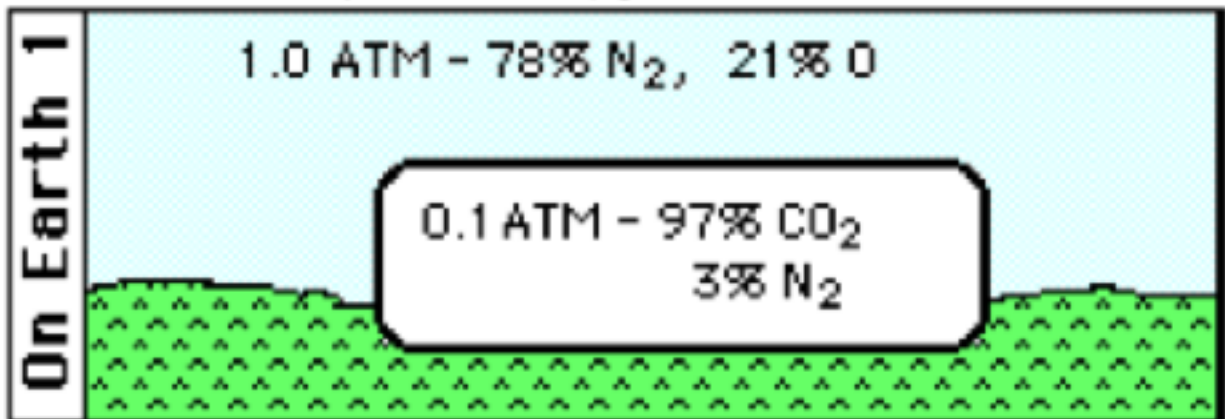 On Earth 1
1.0 ATM - 78% N₂, 21% O
0.1 ATM - 97% CO₂
3% N₂